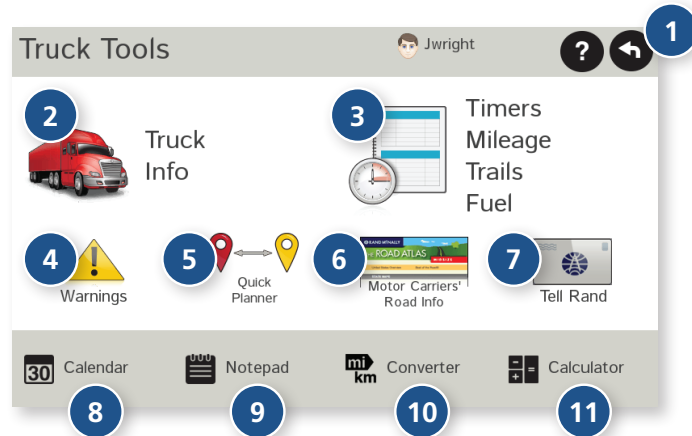 1
Truck Tools
Jwright
?
2
Truck
Info
3
Timers
Mileage
Trails
Fuel
4
Warnings
5
Quick
Planner
6
RAND MCNALLY
ROAD ATLAS
Motor Carriers'
Road Info
7
Tell Rand
30
Calendar
Notepad
mi
km
Converter
Calculator
8
9
10
11